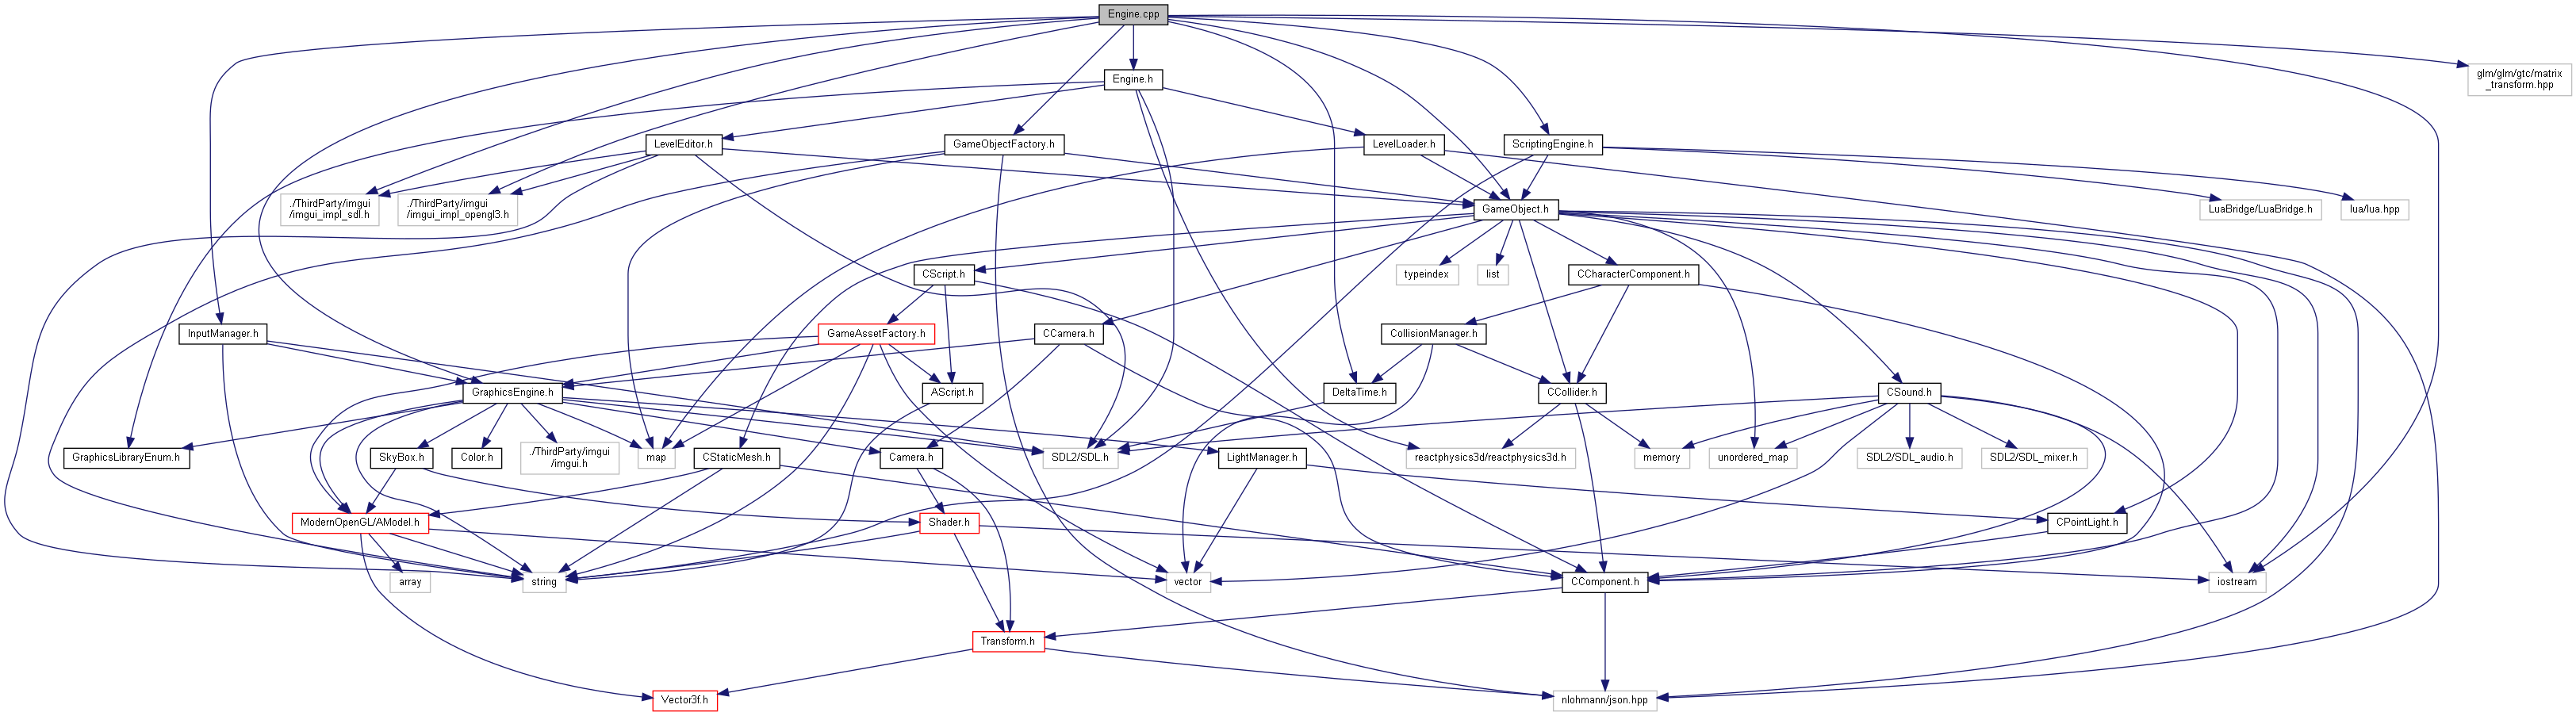 Engine.cpp
Engine.h
glm/glm/gtc/matrix
_transform.hpp
LevelEditor.h
GameObjectFactory.h
LevelLoader.h
ScriptingEngine.h
./ThirdParty/imgui
/imgui_impl_sdl.h
./ThirdParty/imgui
/imgui_impl_opengl3.h
GameObject.h
LuaBridge/LuaBridge.h
lua/lua.hpp
CScript.h
typeindex
list
CCharacterComponent.h
InputManager.h
GameAssetFactory.h
CCamera.h
CollisionManager.h
GraphicsEngine.h
AScript.h
DeltaTime.h
CCollider.h
CSound.h
GraphicsLibraryEnum.h
SkyBox.h
Color.h
./ThirdParty/imgui
/imgui.h
map
CStaticMesh.h
Camera.h
SDL2/SDL.h
LightManager.h
reactphysics3d/reactphysics3d.h
memory
unordered_map
SDL2/SDL_audio.h
SDL2/SDL_mixer.h
ModernOpenGL/AModel.h
Shader.h
CPointLight.h
array
string
vector
CComponent.h
iostream
Transform.h
Vector3f.h
nlohmann/json.hpp